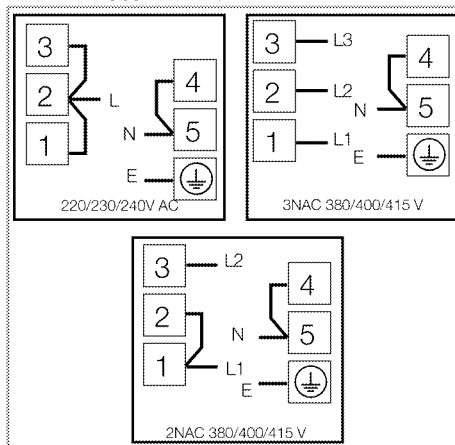 3
2 L
1
4
N 5
E
220/230/240V AC
3 L3
2 L2
1 L1
4
N 5
E
3NAC 380/400/415 V
3 L2
2
1 L1
4
N 5
E
2NAC 380/400/415 V